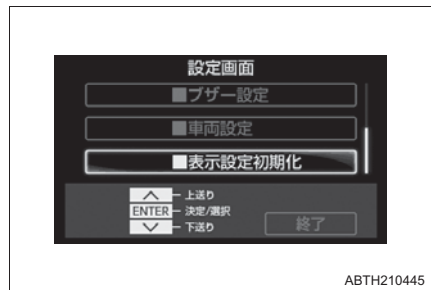 設定画面
■ブザー設定
■車両設定
■表示設定初期化
上送り
ENTER 決定/選択
下送り
終了
ABTH210445